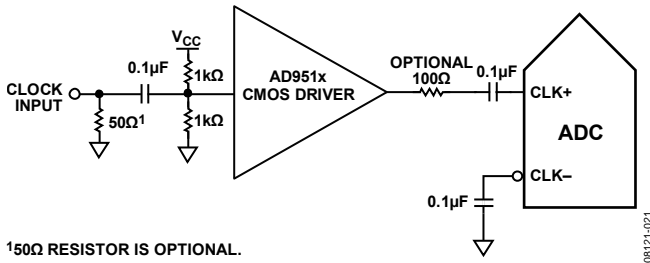 VCC
0.1µF
1kΩ
CLOCK
INPUT
50Ω1
1kΩ
AD951x
CMOS DRIVER
OPTIONAL
100Ω
0.1µF
CLK+
ADC
CLK–
0.1µF
150Ω RESISTOR IS OPTIONAL.
08121-021